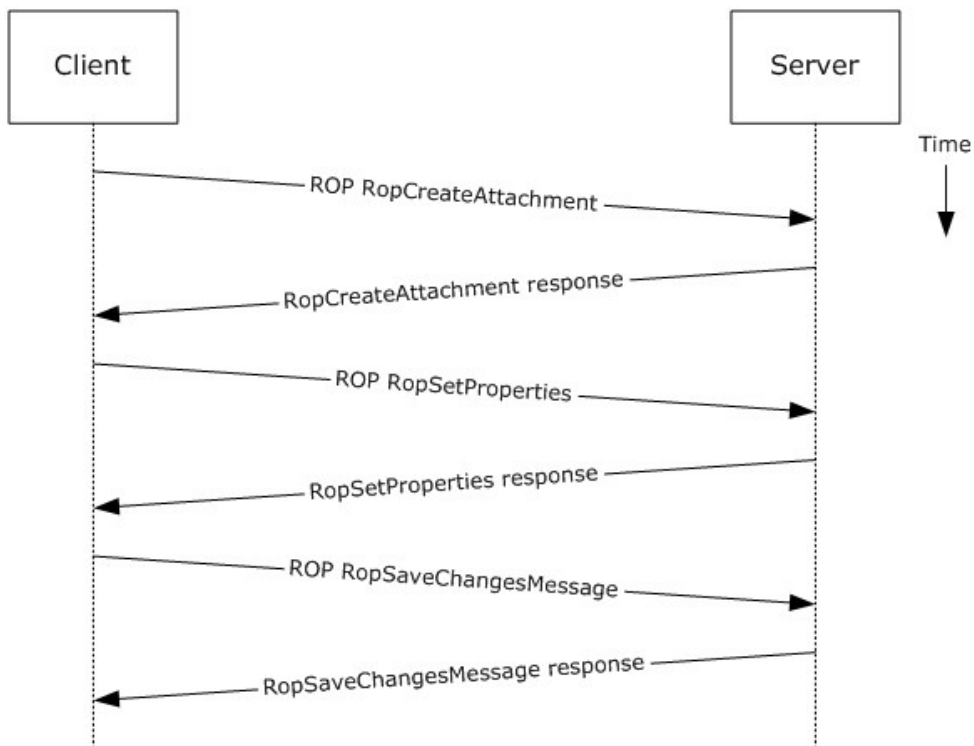 Client
Server
Time
ROP RopCreateAttachment
RopCreateAttachment response
ROP RopSetProperties
RopSetProperties response
ROP RopSaveChangesMessage
RopSaveChangesMessage response